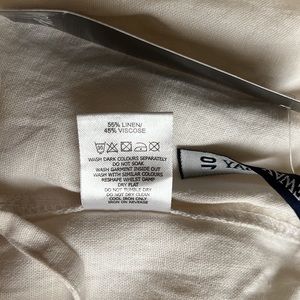 55% LINEN/
45% VISCOSE
WASH DARK COLOURS SEPARATELY
DO NOT SOAK
WASH GARMENT INSIDE OUT
WASH WITH SIMILAR COLOURS
RESHAPE WHILST DAMP
DRY FLAT
DO NOT TUMBLE DRY
DO NOT DRY CLEAN
COOL IRON ONLY
IRON ON REVERSE